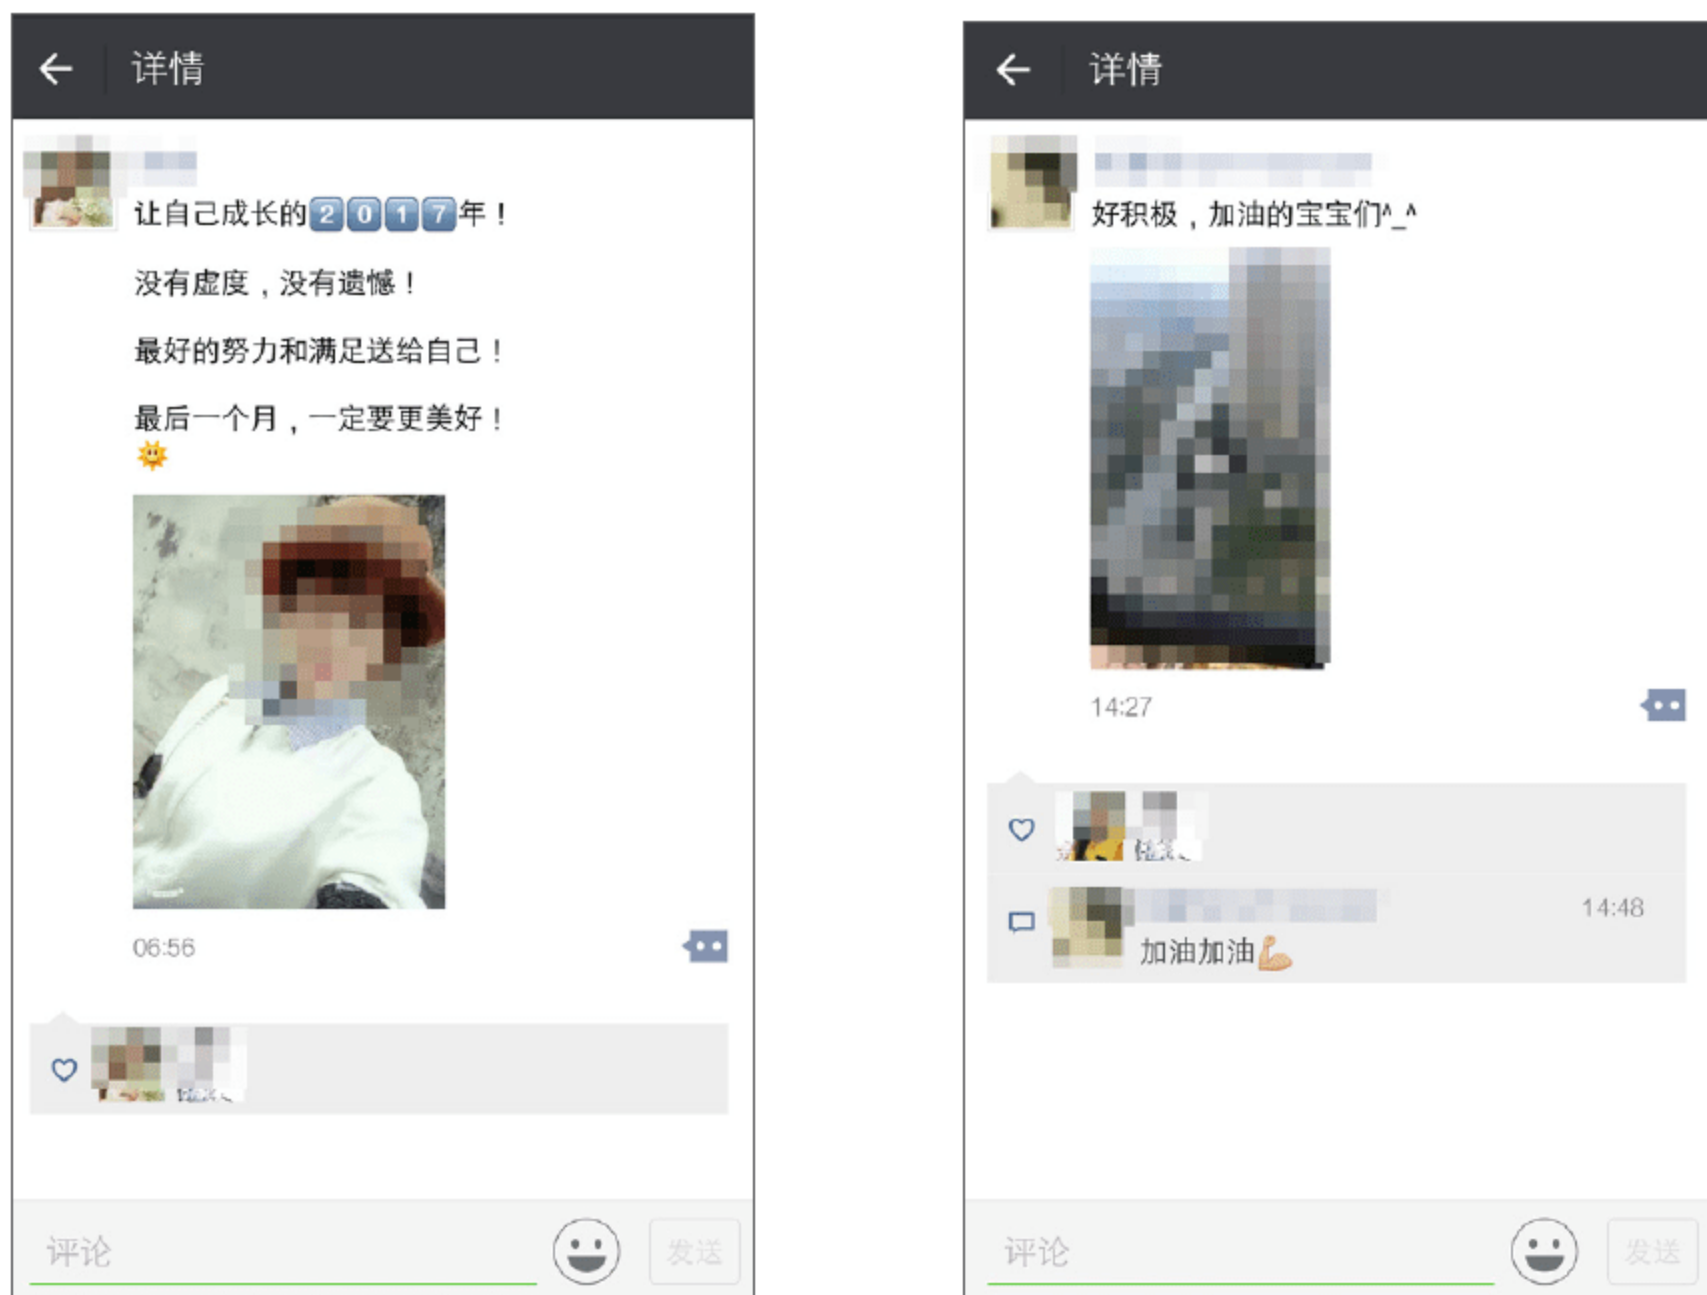 详情
让自己成长的2017年！
没有虚度，没有遗憾！
最好的努力和满足送给自己！
最后一个月，一定要更美好！
06:56
评论
发送
详情
好积极，加油的宝宝们^_^
14:27
14:48
加油加油
评论
发送